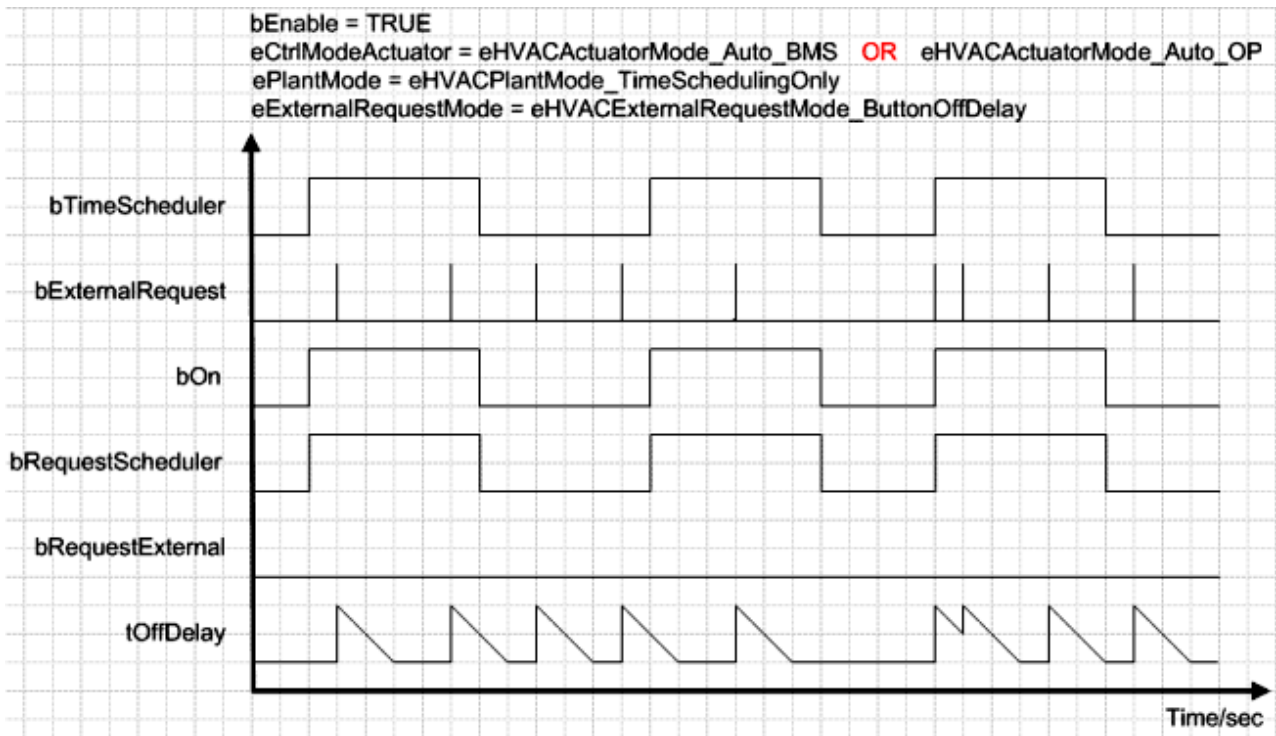 bEnable = TRUE
eCtrlModeActuator = eHVACActuatorMode_Auto_BMS OR eHVACActuatorMode_Auto_OP
ePlantMode = eHVACPlantMode_TimeSchedulingOnly
eExternalRequestMode = eHVACExternalRequestMode_ButtonOffDelay
bTimeScheduler
bExternalRequest
bOn
bRequestScheduler
bRequestExternal
tOffDelay
Time/sec